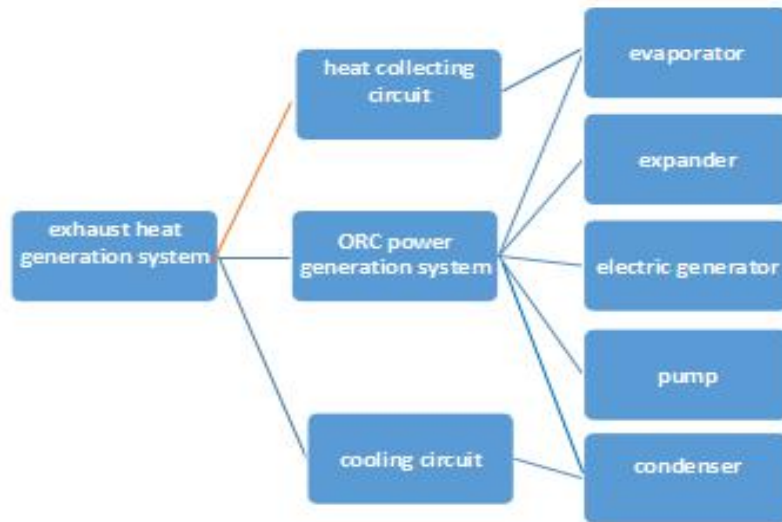 heat collecting
circuit
evaporator
expander
exhaust heat
generation system
ORC power
generation system
electric generator
pump
cooling circuit
condenser